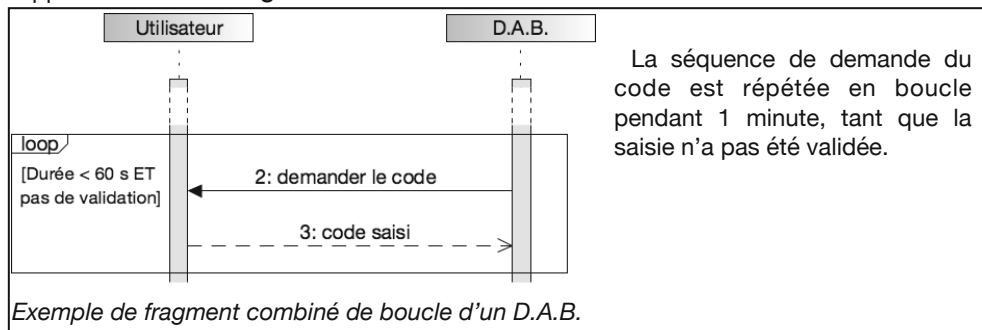 Utilisateur
D.A.B.
La séquence de demande du
code est répétée en boucle
pendant 1 minute, tant que la
saisie n'a pas été validée.
loop
[Durée < 60 s ET
pas de validation]
2: demander le code
3: code saisi
Exemple de fragment combiné de boucle d'un D.A.B.